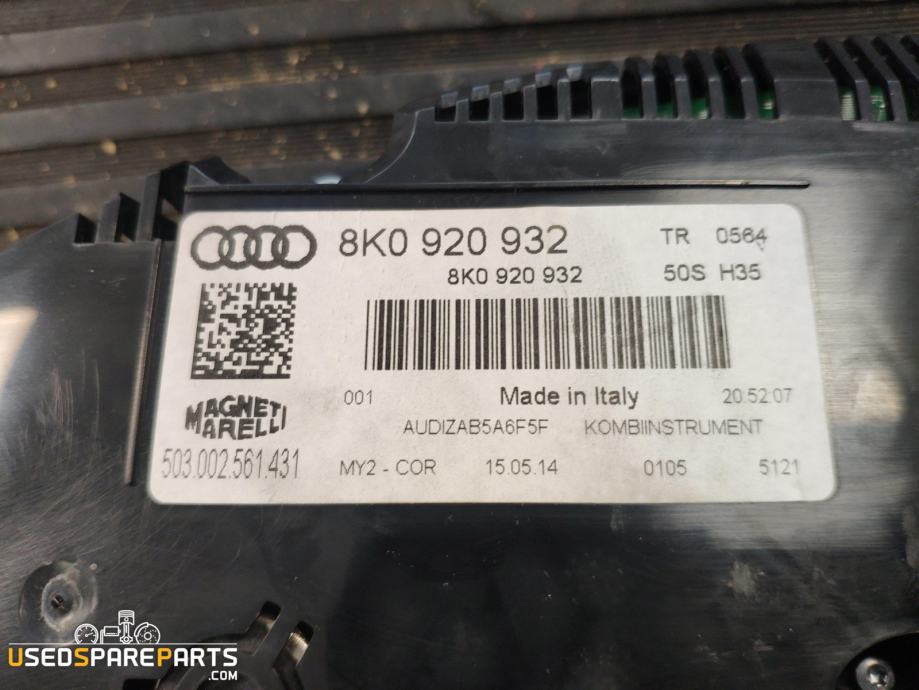 8K0 920 932 TR 0564
8K0 920 932 50S H35
001 Made in Italy 20:52:07
MAGNETI
MARELLI
AUDIZAB5A6F5F KOMBIINSTRUMENT
503.002.561.431 MY2 - COR 15.05.14 0105 5121
USEDSPAREPARTS
.COM